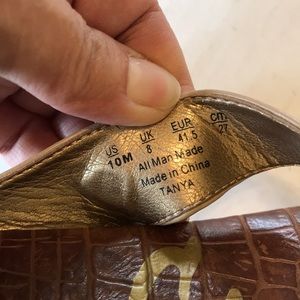 US UK EUR cm
10M 8 41.5 27
All Man Made
Made in China
TANYA